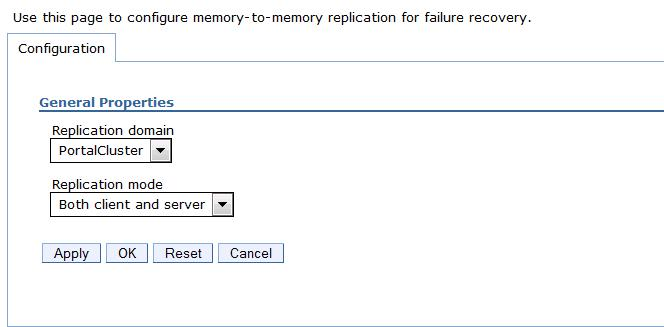 Use this page to configure memory-to-memory replication for failure recovery.
Configuration
General Properties
Replication domain
PortalCluster
Replication mode
Both client and server
Apply OK Reset Cancel